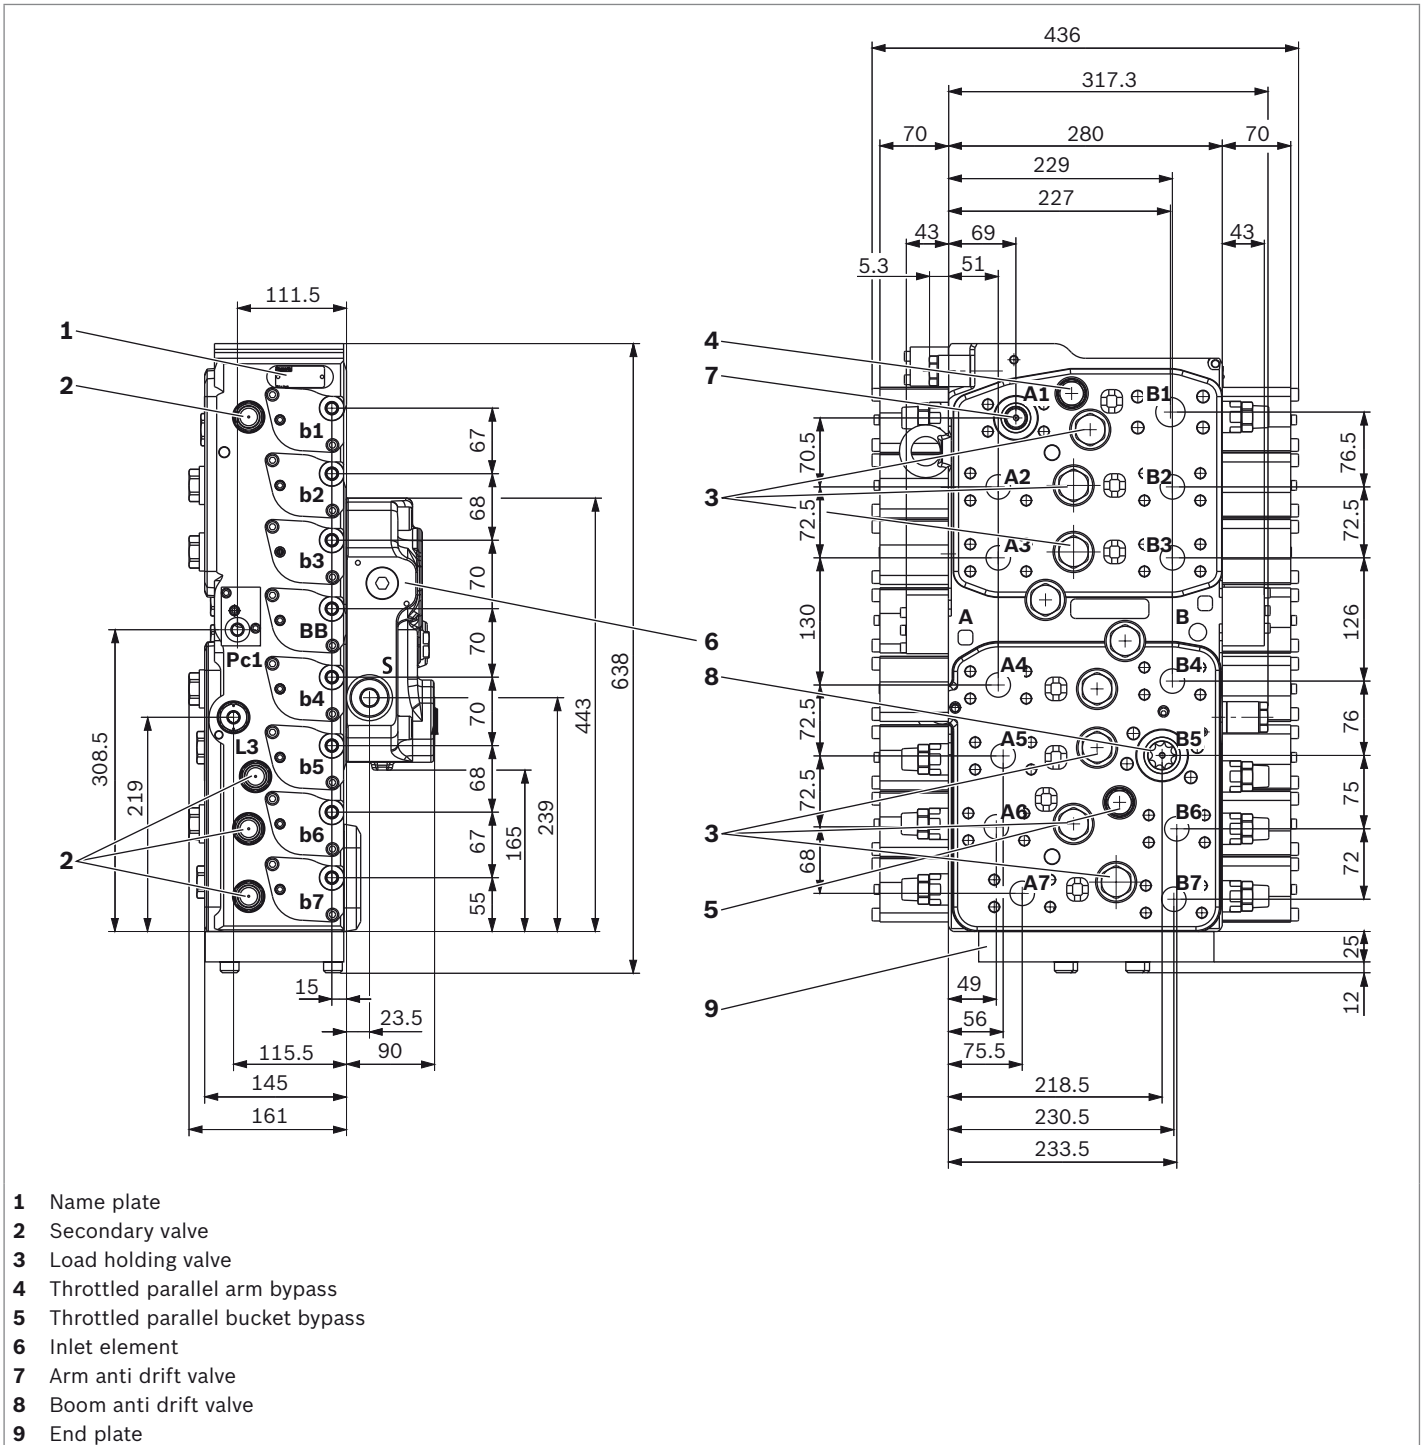 436
317.3
70 280 70
229
227
43 69 43
5.3 51
111.5
1
2
b1
b2
b3
BB
Pc1
S
b4
L3
b5
b6
b7
2
67
68
70
70
70
68
67
55
308.5
219
165
239
443
638
15
23.5
115.5 90
145
161
4
7
3
6
8
3
5
9
A1 B1
A2 B2
A3 B3
A B
A4 B4
A5 B5
A6 B6
A7 B7
70.5
72.5
130
72.5
72.5
68
76.5
72.5
126
76
75
72
25
12
49
56
75.5
218.5
230.5
233.5
1 Name plate
2 Secondary valve
3 Load holding valve
4 Throttled parallel arm bypass
5 Throttled parallel bucket bypass
6 Inlet element
7 Arm anti drift valve
8 Boom anti drift valve
9 End plate